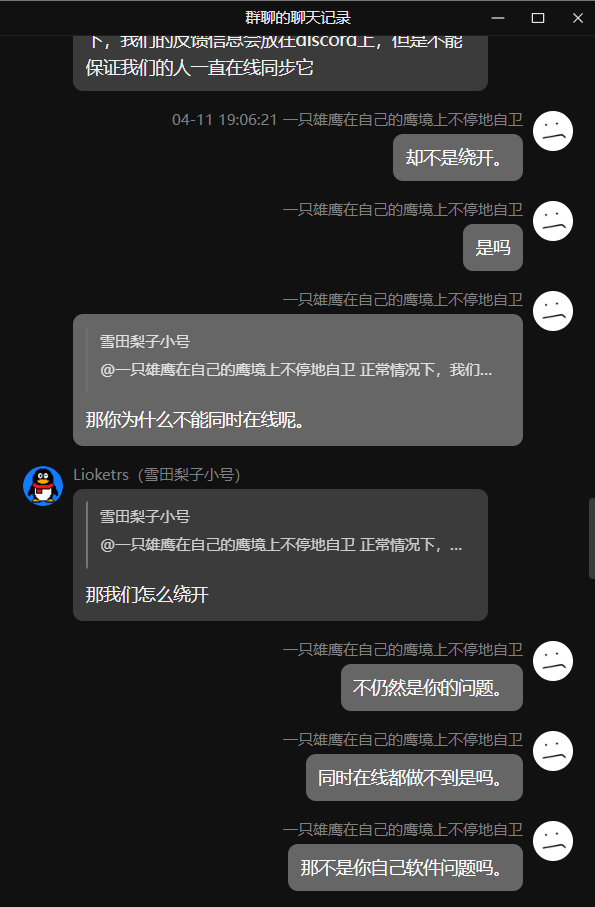 群聊的聊天记录
下，我们的反馈信息会放在discord上，但是不能
保证我们的人一直在线同步它
04-11 19:06:21 一只雄鹰在自己的鹰境上不停地自卫
却不是绕开。
一只雄鹰在自己的鹰境上不停地自卫
是吗
一只雄鹰在自己的鹰境上不停地自卫
雪田梨子小号
@一只雄鹰在自己的鹰境上不停地自卫 正常情况下，我们...
那你为什么不能同时在线呢。
Lioketrs（雪田梨子小号）
雪田梨子小号
@一只雄鹰在自己的鹰境上不停地自卫 正常情况下，...
那我们怎么绕开
一只雄鹰在自己的鹰境上不停地自卫
不仍然是你的问题。
一只雄鹰在自己的鹰境上不停地自卫
同时在线都做不到是吗。
一只雄鹰在自己的鹰境上不停地自卫
那不是你自己软件问题吗。